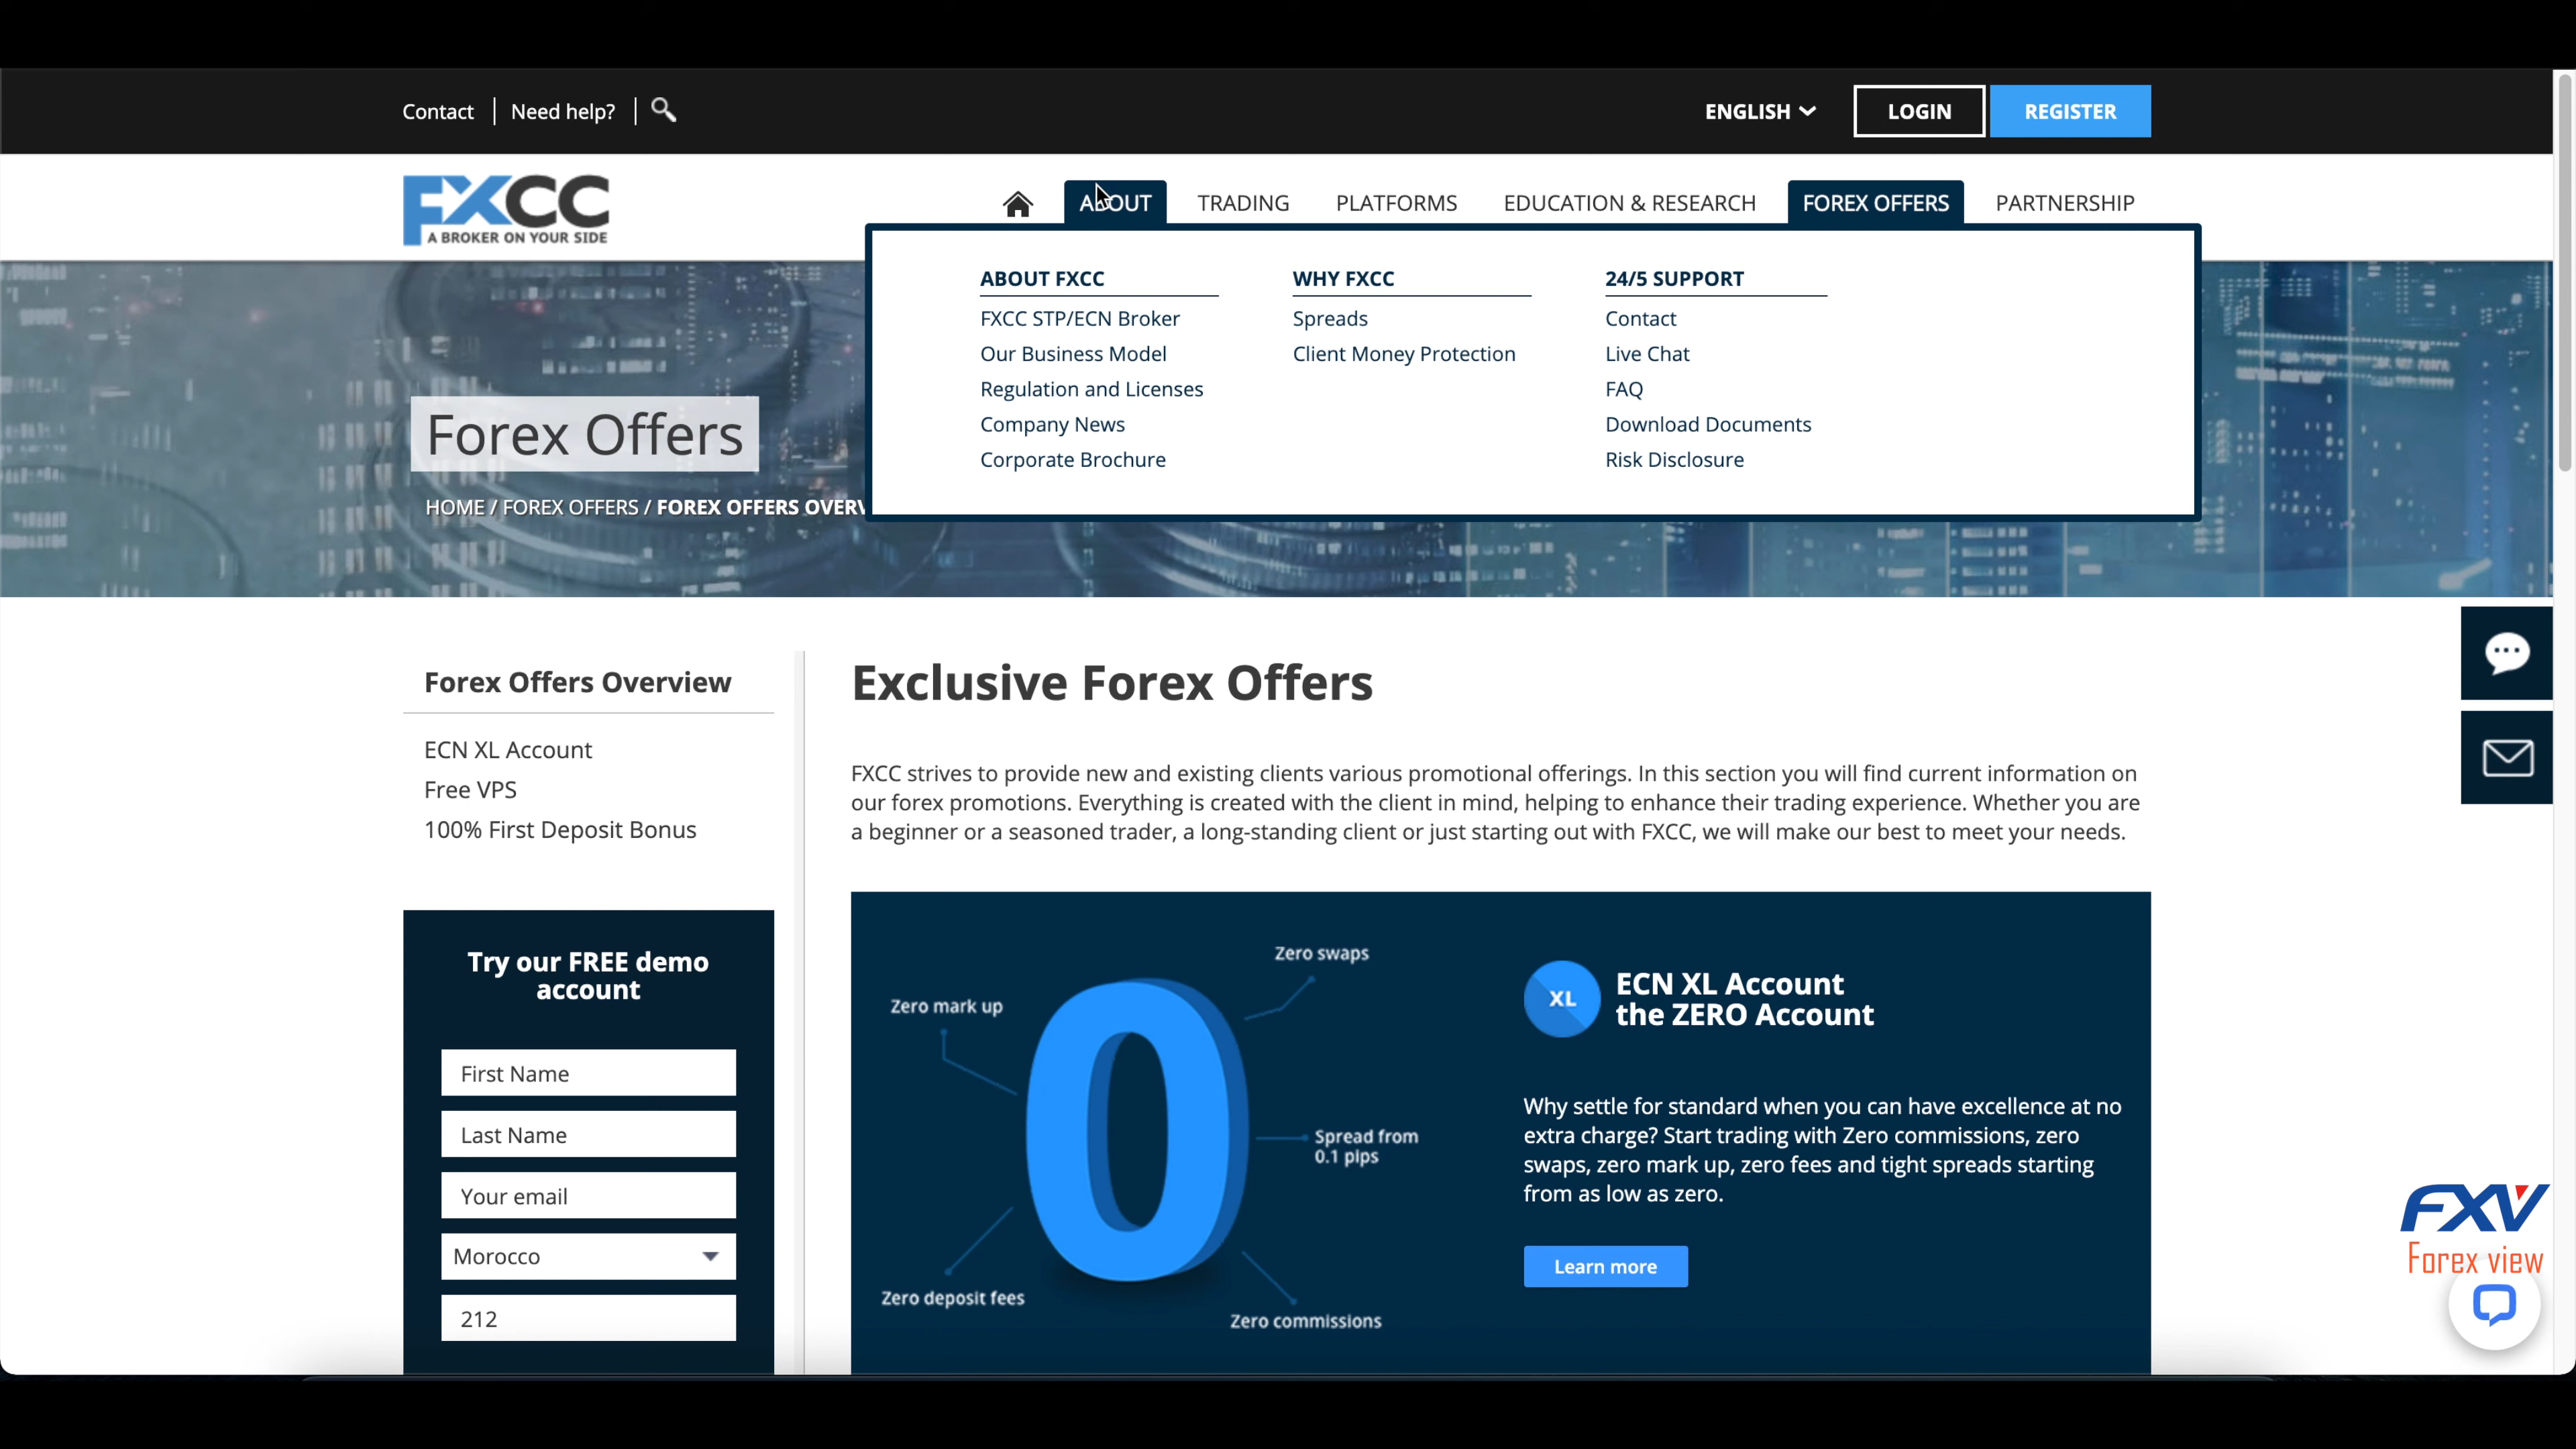 Contact
Need help?
ENGLISH
LOGIN
REGISTER
FXCC
A BROKER ON YOUR SIDE
ABOUT
TRADING
PLATFORMS
EDUCATION & RESEARCH
FOREX OFFERS
PARTNERSHIP
ABOUT FXCC
FXCC STP/ECN Broker
Our Business Model
Regulation and Licenses
Company News
Corporate Brochure
WHY FXCC
Spreads
Client Money Protection
24/5 SUPPORT
Contact
Live Chat
FAQ
Download Documents
Risk Disclosure
Forex Offers
HOME / FOREX OFFERS / FOREX OFFERS OVERV
Forex Offers Overview
ECN XL Account
Free VPS
100% First Deposit Bonus
Try our FREE demo
account
First Name
Last Name
Your email
Morocco
212
Exclusive Forex Offers
FXCC strives to provide new and existing clients various promotional offerings. In this section you will find current information on
our forex promotions. Everything is created with the client in mind, helping to enhance their trading experience. Whether you are
a beginner or a seasoned trader, a long-standing client or just starting out with FXCC, we will make our best to meet your needs.
Zero swaps
Zero mark up
0
Spread from
0.1 pips
Zero deposit fees
Zero commissions
XL
ECN XL Account
the ZERO Account
Why settle for standard when you can have excellence at no
extra charge? Start trading with Zero commissions, zero
swaps, zero mark up, zero fees and tight spreads starting
from as low as zero.
Learn more
FXV
Forex view